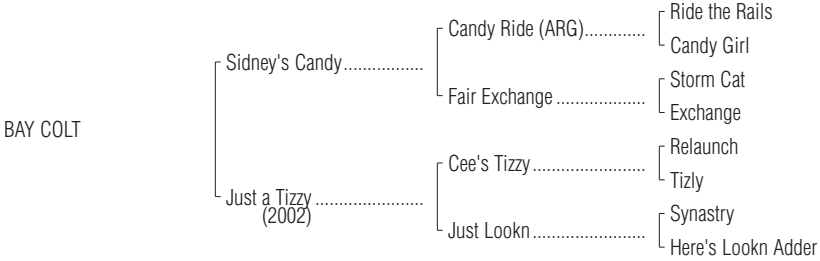 Ride the Rails
Candy Ride (ARG).............
Candy Girl
Sidney's Candy.................
Storm Cat
Fair Exchange...................
Exchange
BAY COLT
Relaunch
Cee's Tizzy........................
Tizly
Just a Tizzy.......................
(2002)
Synastry
Just Lookn........................
Here's Lookn Adder